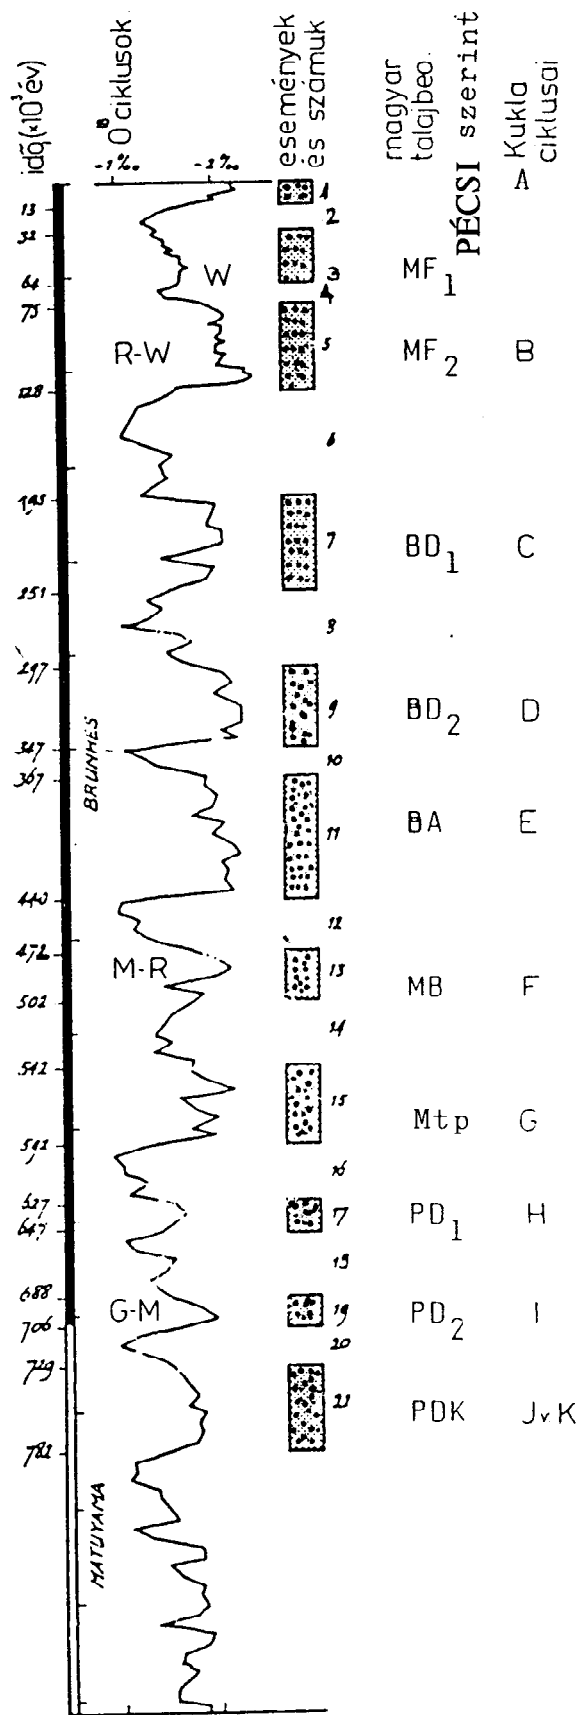 idő(×10³év)
O¹⁸ ciklusok
események és számuk
magyar talajbeo.
PÉCSI szerint
Kukla ciklusai
-1‰ -2‰
1 A
13 2
32
W 3 MF₁
64 4
75
R-W 5 MF₂ B
128
6
195
7 BD₁ C
251
8
297
9 BD₂ D
347
10
367
BRUNHES
11 BA E
440
12
472
M-R 13 MB F
502
14
542
15 Mtp G
592
16
627
17 PD₁ H
647
688
G-M 19 PD₂ I
706
20
729
21 PDK JvK
782
MATUYAMA